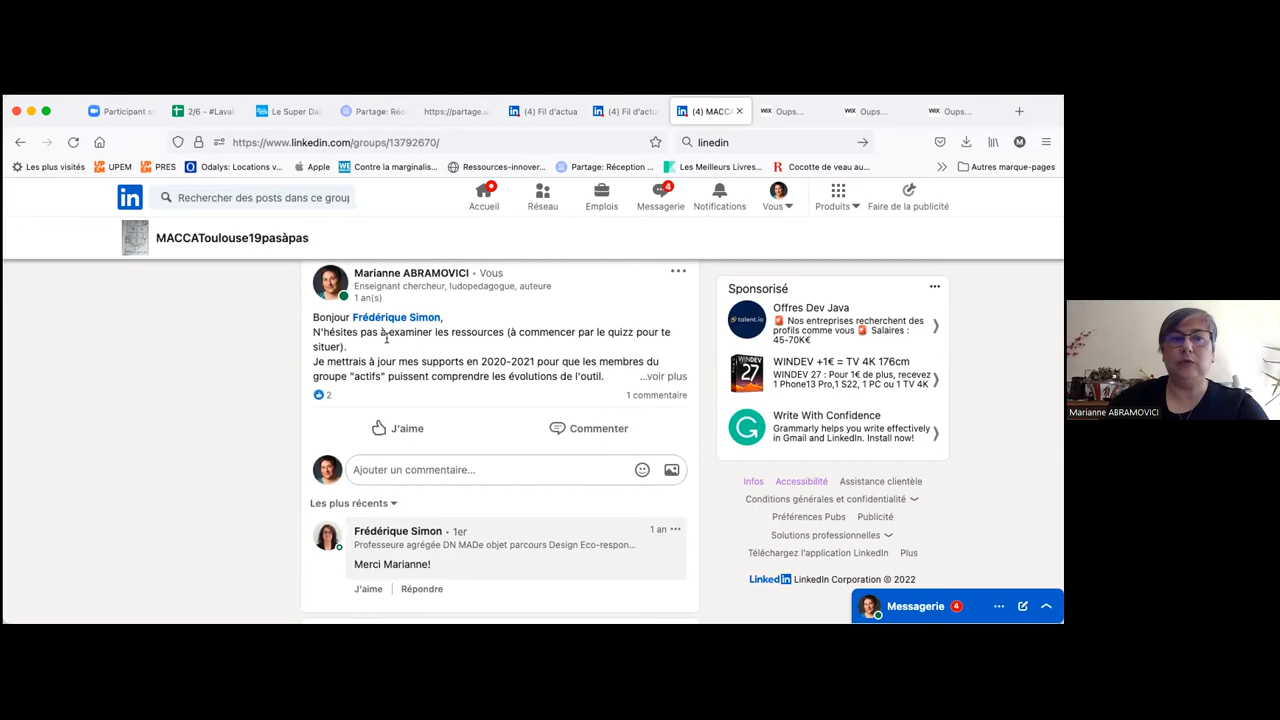 Participant s
2/6 - #Laval
Le Super Dai
Partage: Réc
https://partage.u
(4) Fil d'actua
(4) Fil d'actu
(4) MACCA
Oups...
Oups...
Oups...
https://www.linkedin.com/groups/13792670/
linedin
Les plus visités
UPEM
PRES
Odalys: Locations v...
Apple
Contre la marginalis...
Ressources-innover...
Partage: Réception ...
Les Meilleurs Livres...
Cocotte de veau au...
Autres marque-pages
Rechercher des posts dans ce group
Accueil
Réseau
Emplois
4
Messagerie
Notifications
Vous
Produits
Faire de la publicité
MACCAToulouse19pasàpas
Marianne ABRAMOVICI • Vous
Enseignant chercheur, ludopedagogue, auteure
1 an(s)
Bonjour Frédérique Simon,
N'hésites pas à examiner les ressources (à commencer par le quizz pour te
situer).
Je mettrais à jour mes supports en 2020-2021 pour que les membres du
groupe "actifs" puissent comprendre les évolutions de l'outil.
...voir plus
2
1 commentaire
J'aime
Commenter
Ajouter un commentaire...
Les plus récents
Frédérique Simon • 1er
1 an
Professeure agrégée DN MADe objet parcours Design Eco-respon...
Merci Marianne!
J'aime
Répondre
Sponsorisé
talent.io
Offres Dev Java
Nos entreprises recherchent des
profils comme vous Salaires :
45-70K€
WINDEV
27
WINDEV +1€ = TV 4K 176cm
WINDEV 27 : Pour 1€ de plus, recevez
1 Phone13 Pro,1 S22, 1 PC ou 1 TV 4K
Write With Confidence
Grammarly helps you write effectively
in Gmail and LinkedIn. Install now!
Infos
Accessibilité
Assistance clientèle
Conditions générales et confidentialité
Préférences Pubs
Publicité
Solutions professionnelles
Téléchargez l'application LinkedIn
Plus
LinkedIn LinkedIn Corporation © 2022
Messagerie
4
Marianne ABRAMOVICI